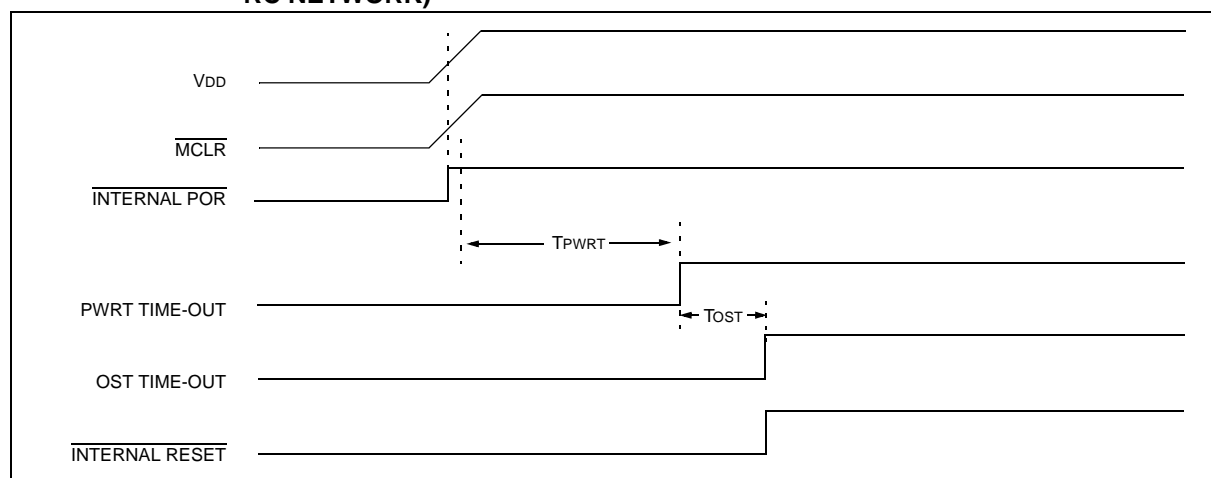 RC NETWORK)
VDD
MCLR
INTERNAL POR
TPWRT
PWRT TIME-OUT
TOST
OST TIME-OUT
INTERNAL RESET